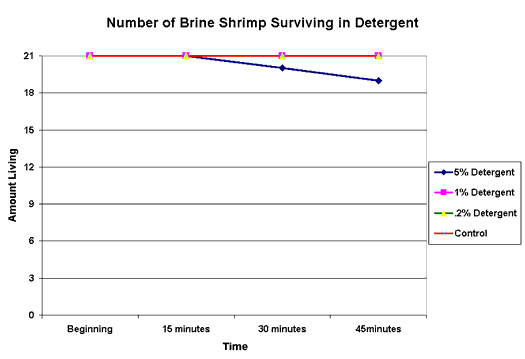 Number of Brine Shrimp Surviving in Detergent
Amount Living
21
18
15
12
9
6
3
0
Beginning
15 minutes
30 minutes
45minutes
Time
5% Detergent
1% Detergent
.2% Detergent
Control